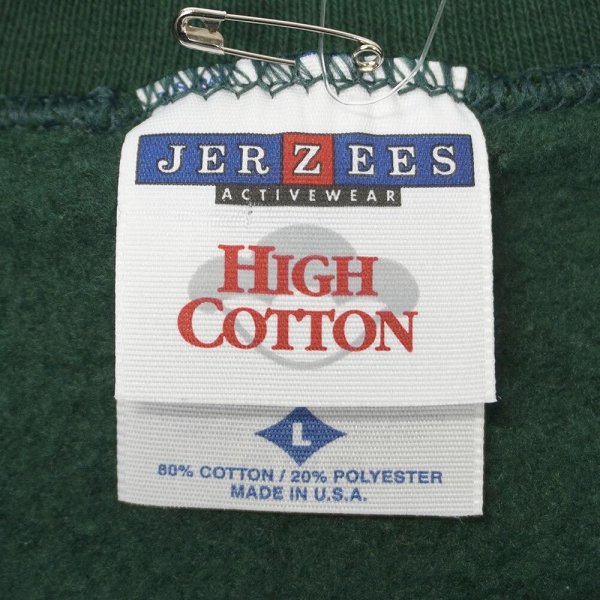 JERZEES
ACTIVEWEAR
HIGH
COTTON
L
80% COTTON / 20% POLYESTER
MADE IN U.S.A.